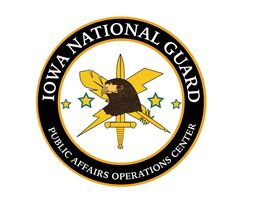 IOWA NATIONAL GUARD
PUBLIC AFFAIRS OPERATIONS CENTER